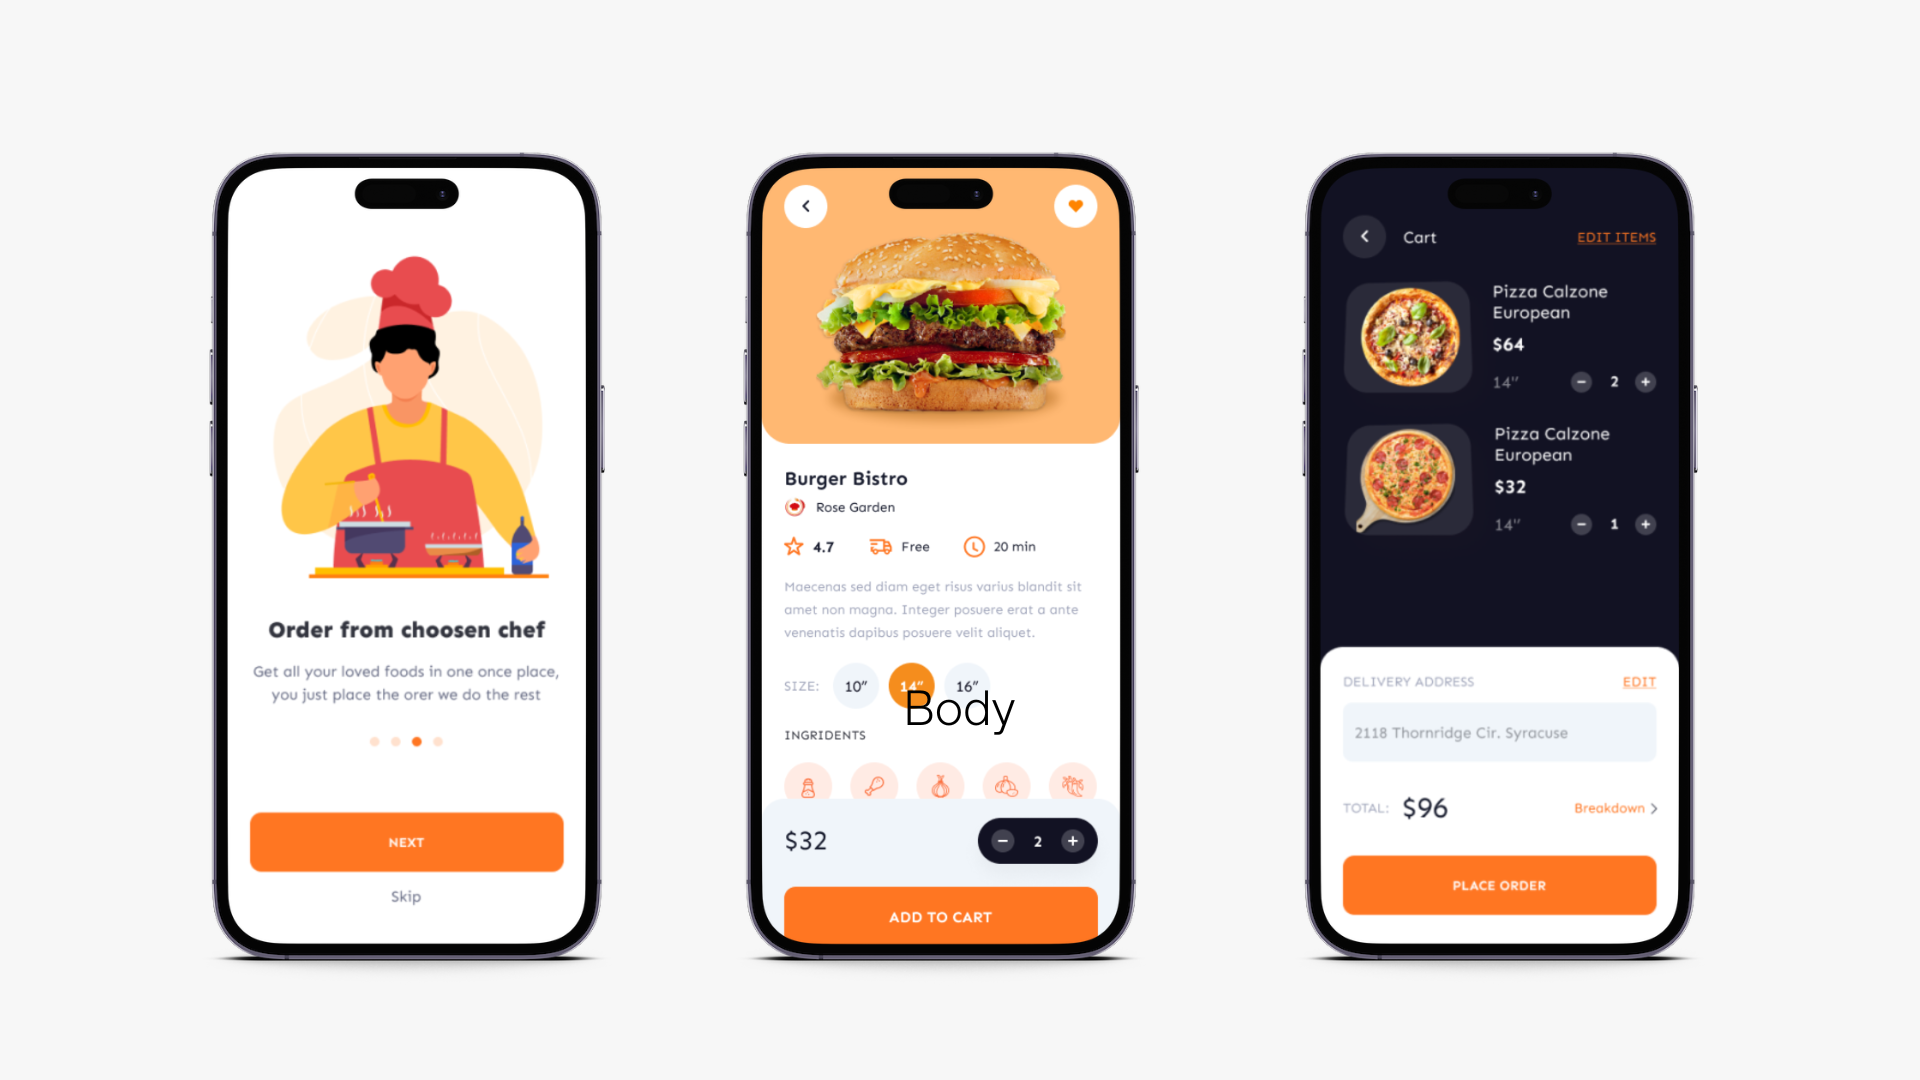 Order from choosen chef
Get all your loved foods in one once place,
you just place the orer we do the rest
NEXT
Skip
Burger Bistro
Rose Garden
4.7 Free 20 min
Maecenas sed diam eget risus varius blandit sit
amet non magna. Integer posuere erat a ante
venenatis dapibus posuere velit aliquet.
SIZE: 10” 14” 16”
Body
INGRIDENTS
$32 2
ADD TO CART
Cart EDIT ITEMS
Pizza Calzone
European
$64
14” 2
Pizza Calzone
European
$32
14” 1
DELIVERY ADDRESS EDIT
2118 Thornridge Cir. Syracuse
TOTAL: $96 Breakdown
PLACE ORDER